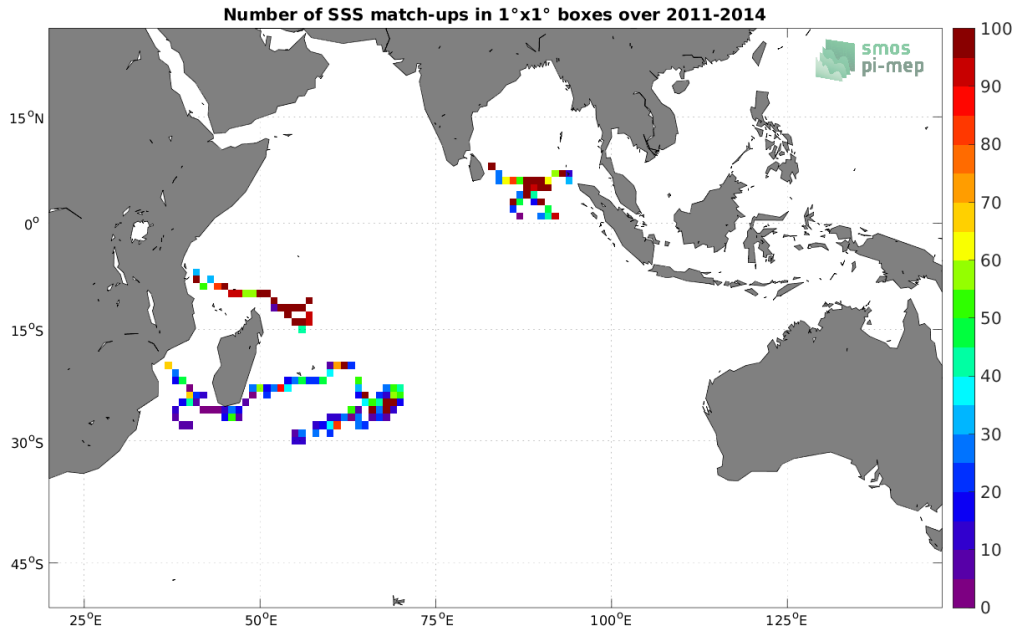 Number of SSS match-ups in 1°x1° boxes over 2011-2014
smos
pi-mep
15°N
0°
15°S
30°S
45°S
25°E
50°E
75°E
100°E
125°E
100
90
80
70
60
50
40
30
20
10
0